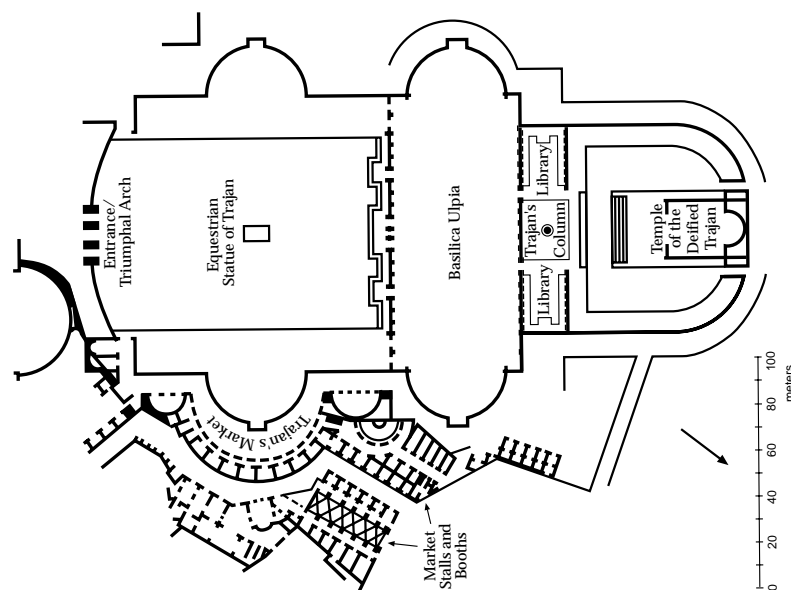 Entrance/
Triumphal Arch
Equestrian
Statue of Trajan
Basilica Ulpia
Library
Trajan's
Column
Library
Temple
of the
Deified
Trajan
Trajan's Market
Market
Stalls and
Booths
0
20
40
60
80
100
meters